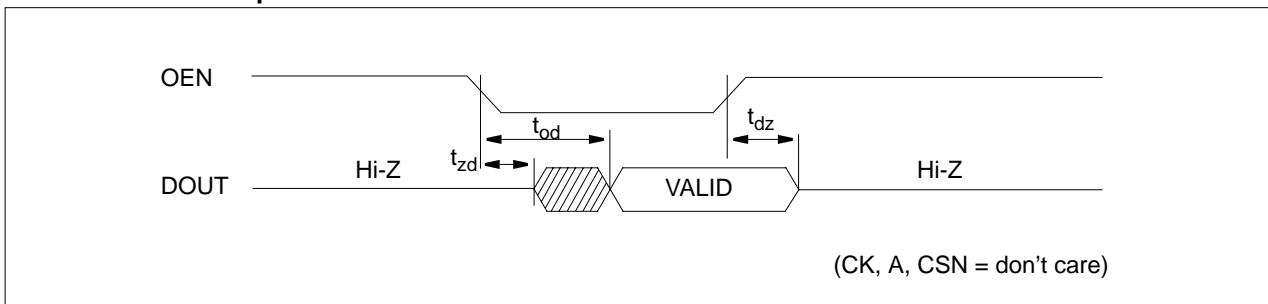 OEN
t_od
t_dz
t_zd
Hi-Z
Hi-Z
DOUT
VALID
(CK, A, CSN = don't care)